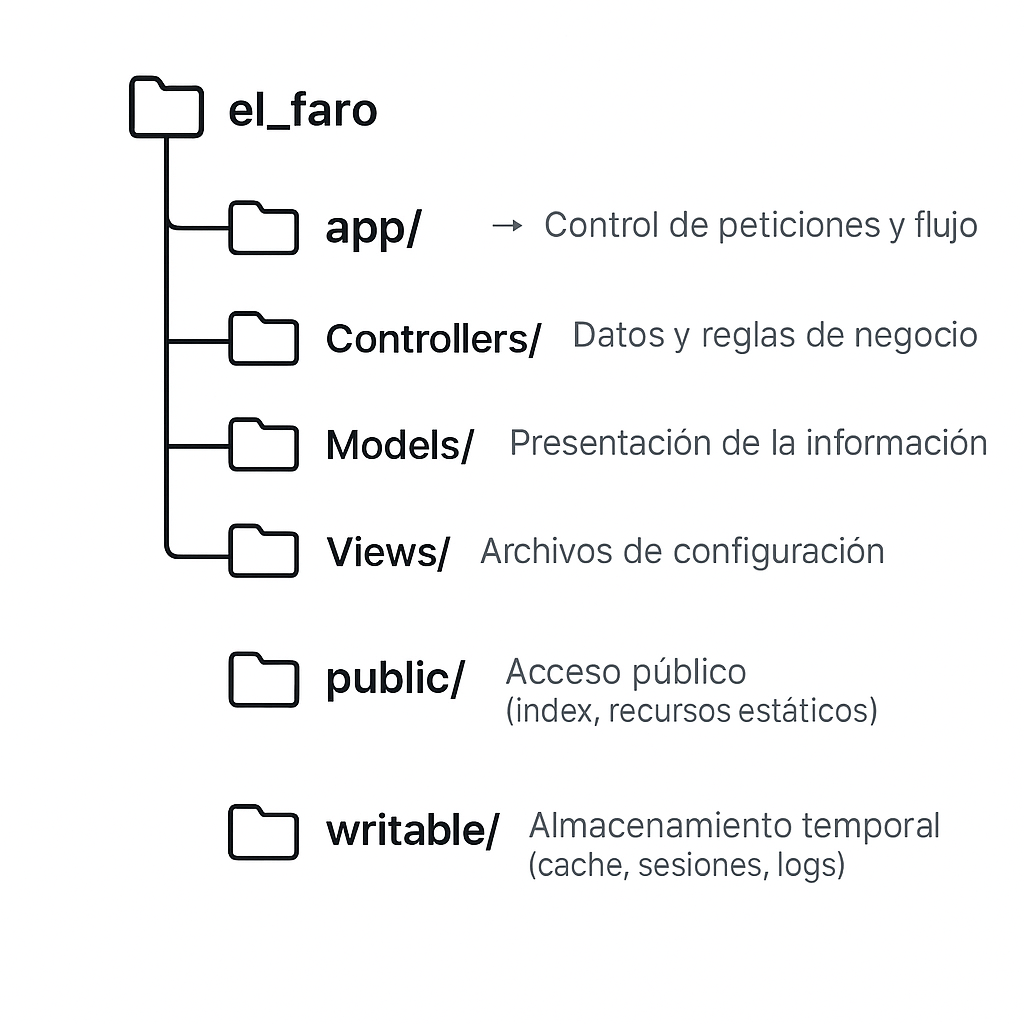 el_faro
app/ → Control de peticiones y flujo
Controllers/ Datos y reglas de negocio
Models/ Presentación de la información
Views/ Archivos de configuración
public/ Acceso público
(index, recursos estáticos)
writable/ Almacenamiento temporal
(cache, sesiones, logs)